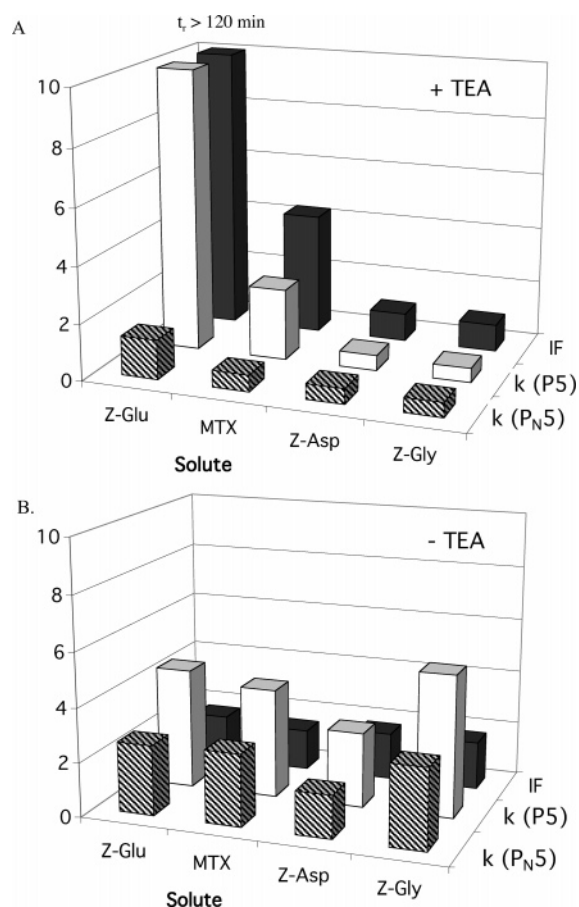 A
tᵣ > 120 min
+ TEA
10
8
6
4
2
0
IF
k (P5)
k (P_N5)
Z-Glu
MTX
Z-Asp
Z-Gly
Solute
B.
- TEA
10
8
6
4
2
0
IF
k (P5)
k (P_N5)
Z-Glu
MTX
Z-Asp
Z-Gly
Solute